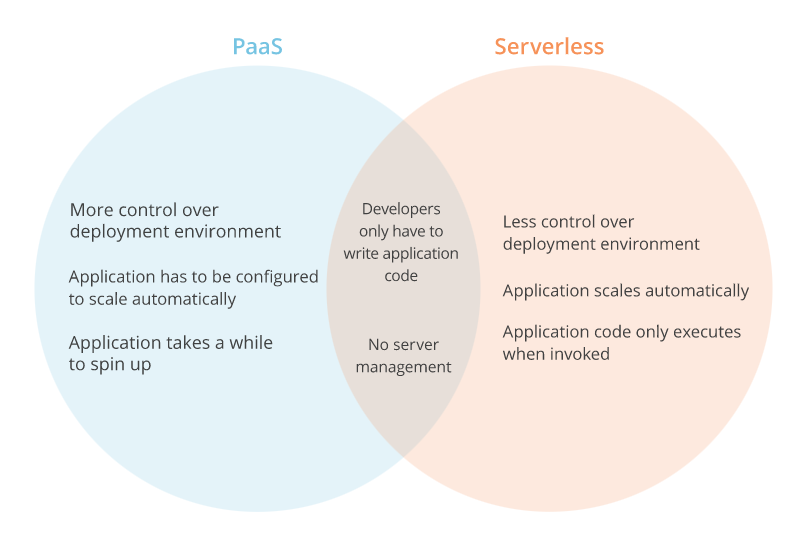 PaaS
Serverless
More control over
deployment environment
Application has to be configured
to scale automatically
Application takes a while
to spin up
Developers
only have to
write application
code
No server
management
Less control over
deployment environment
Application scales automatically
Application code only executes
when invoked